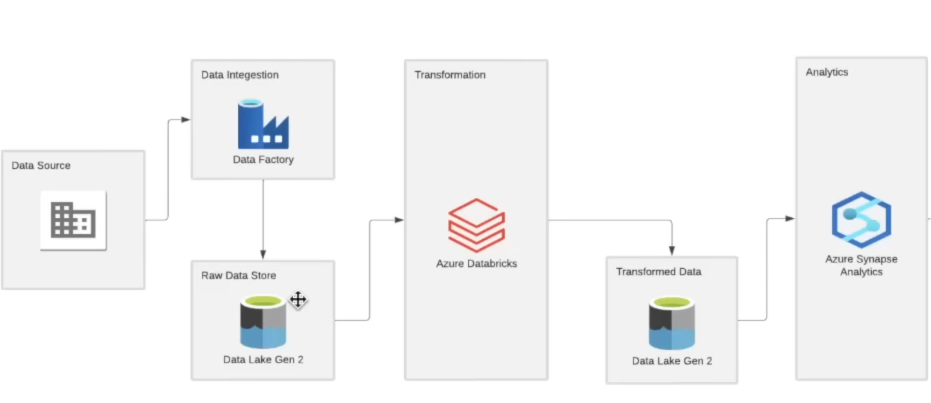 Data Source
Data Integestion
Data Factory
Raw Data Store
Data Lake Gen 2
Transformation
Azure Databricks
Transformed Data
Data Lake Gen 2
Analytics
Azure Synapse
Analytics